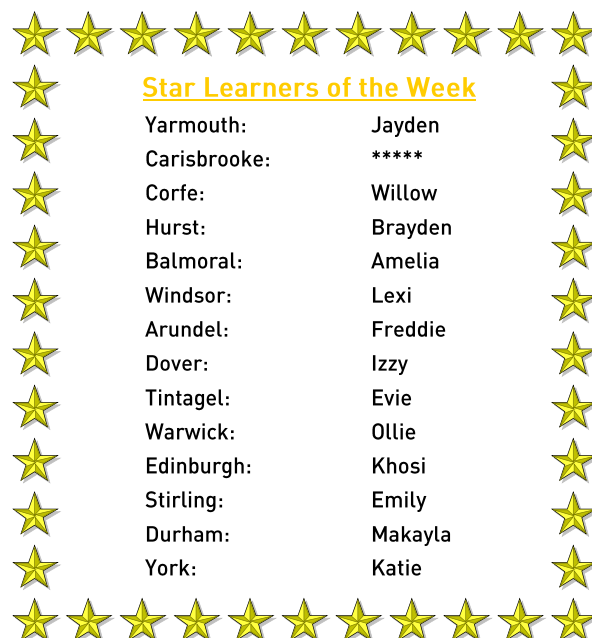 Star Learners of the Week
Yarmouth: Jayden
Carisbrooke: *****
Corfe: Willow
Hurst: Brayden
Balmoral: Amelia
Windsor: Lexi
Arundel: Freddie
Dover: Izzy
Tintagel: Evie
Warwick: Ollie
Edinburgh: Khosi
Stirling: Emily
Durham: Makayla
York: Katie